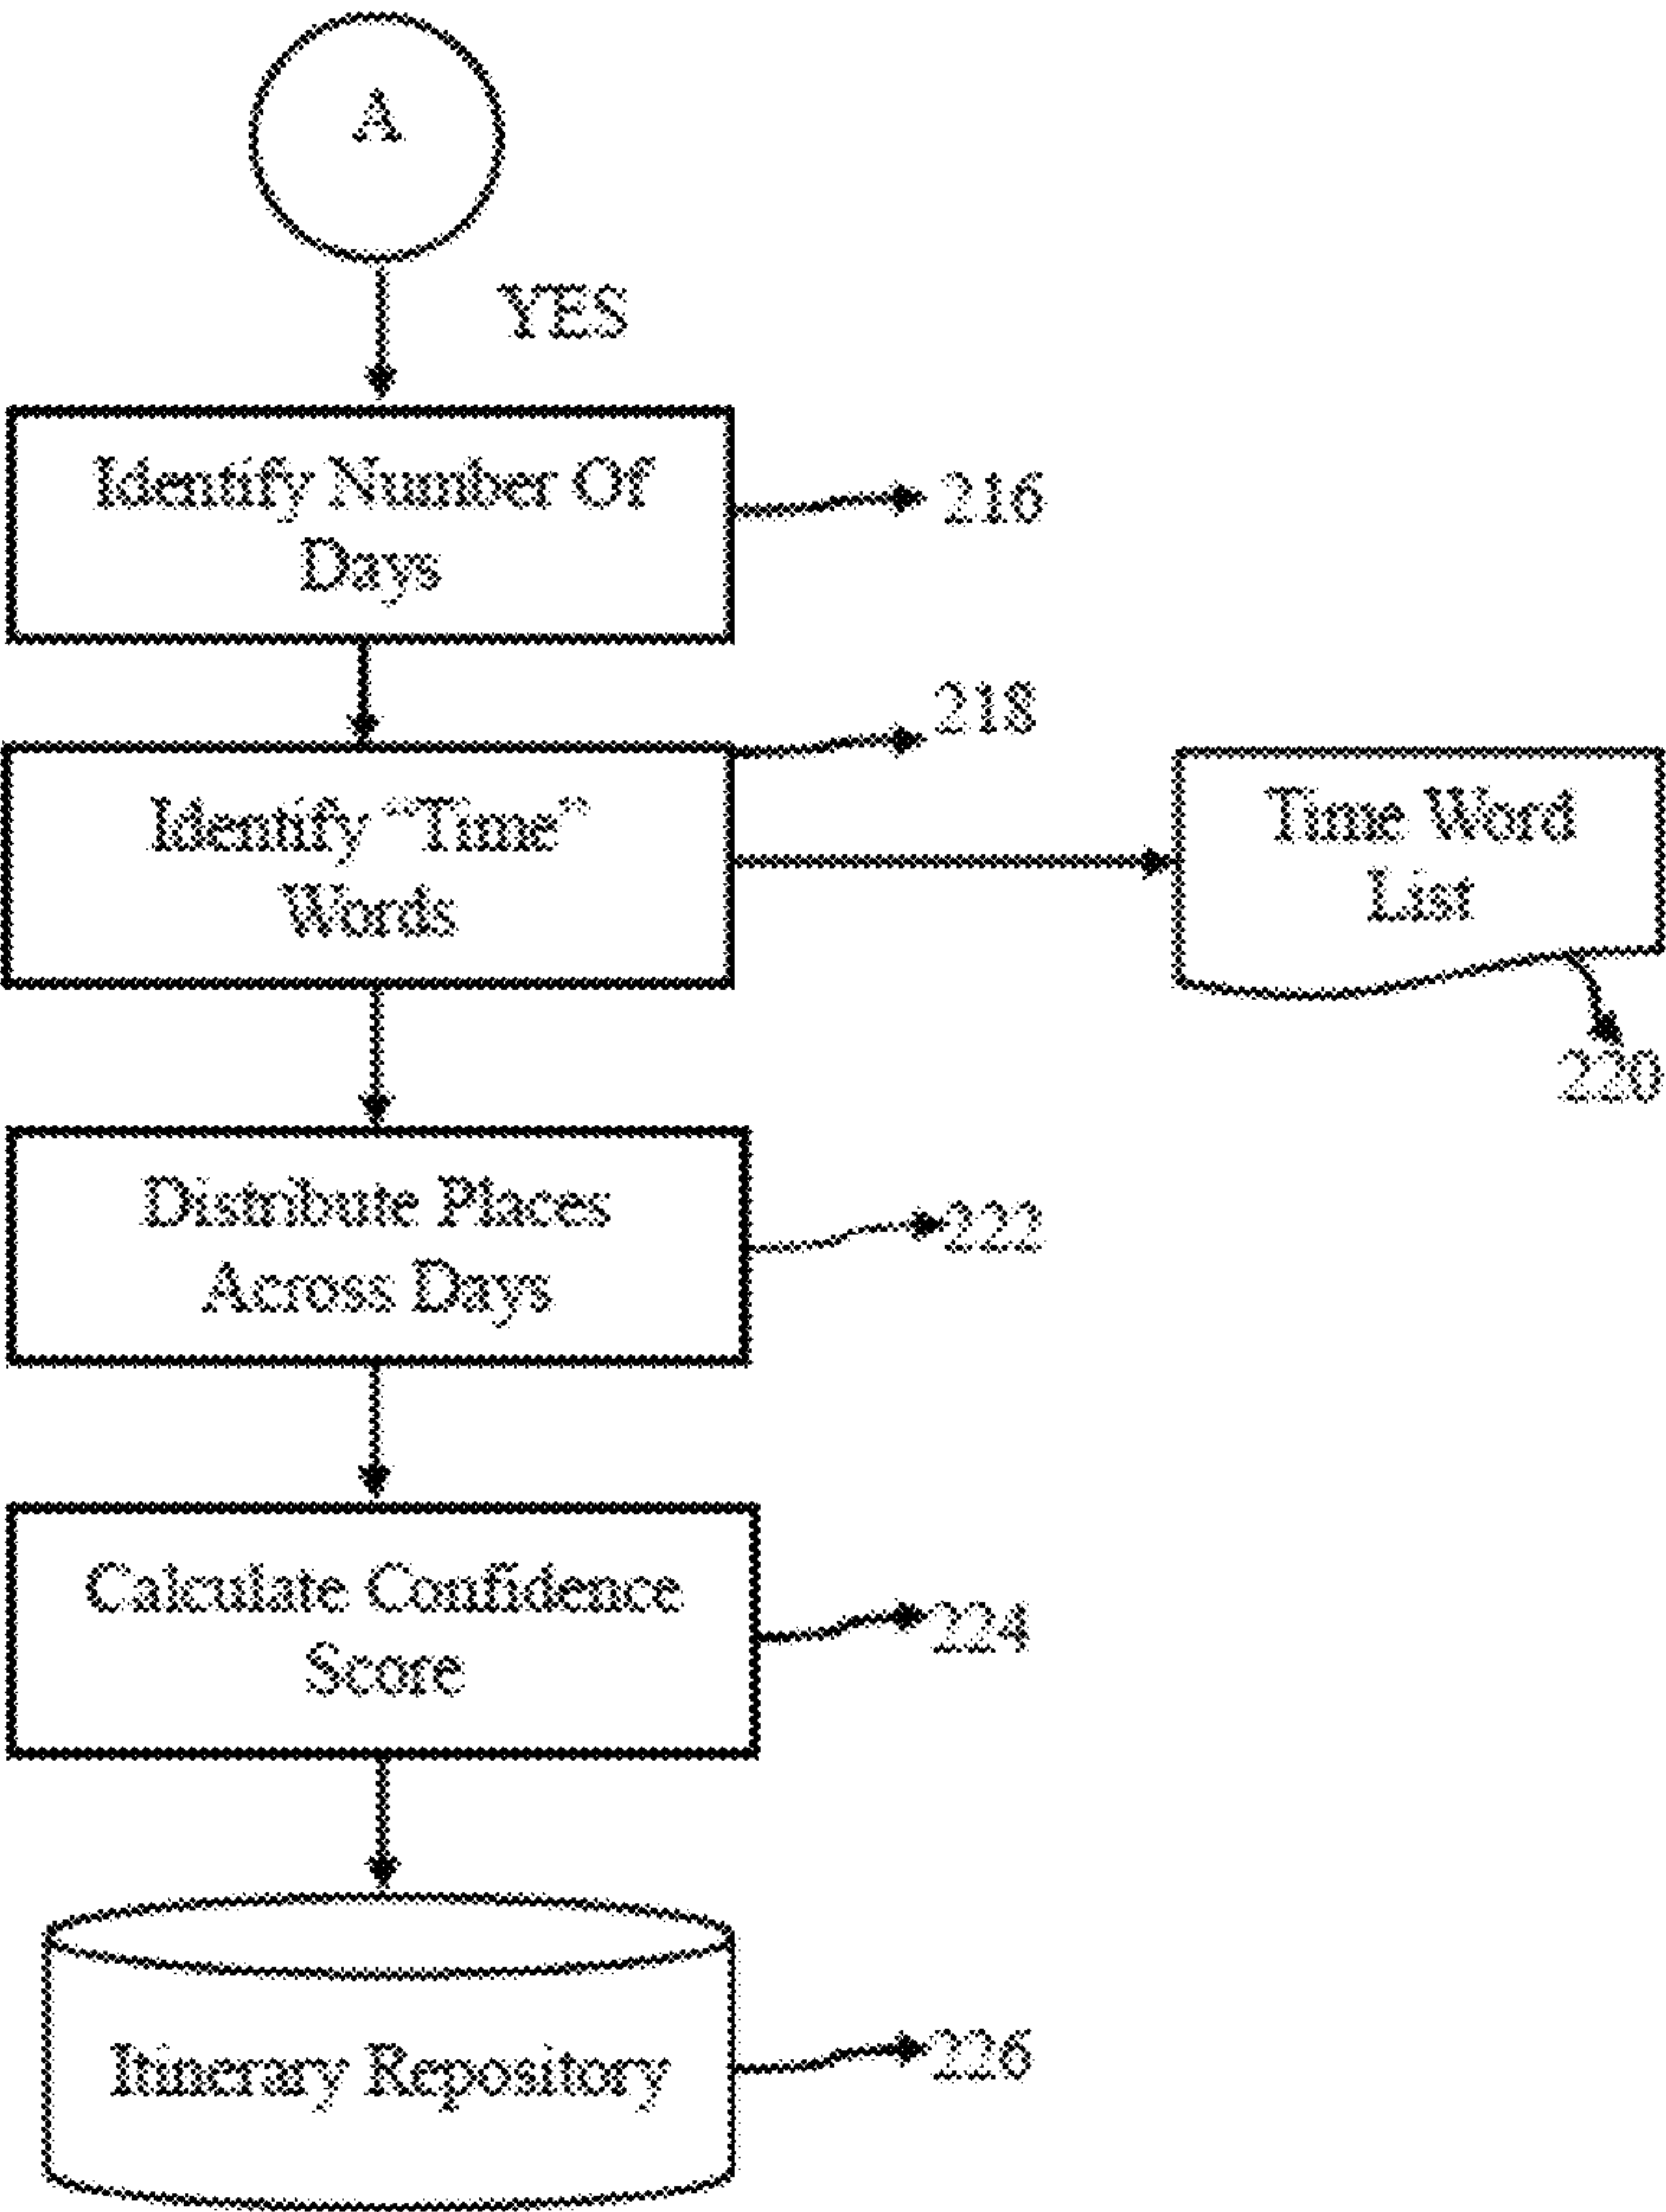 A
YES
Identify Number Of
Days
216
218
Identify "Time"
Words
Time Word
List
220
Distribute Places
Across Days
222
Calculate Confidence
Score
224
Itinerary Repository
226